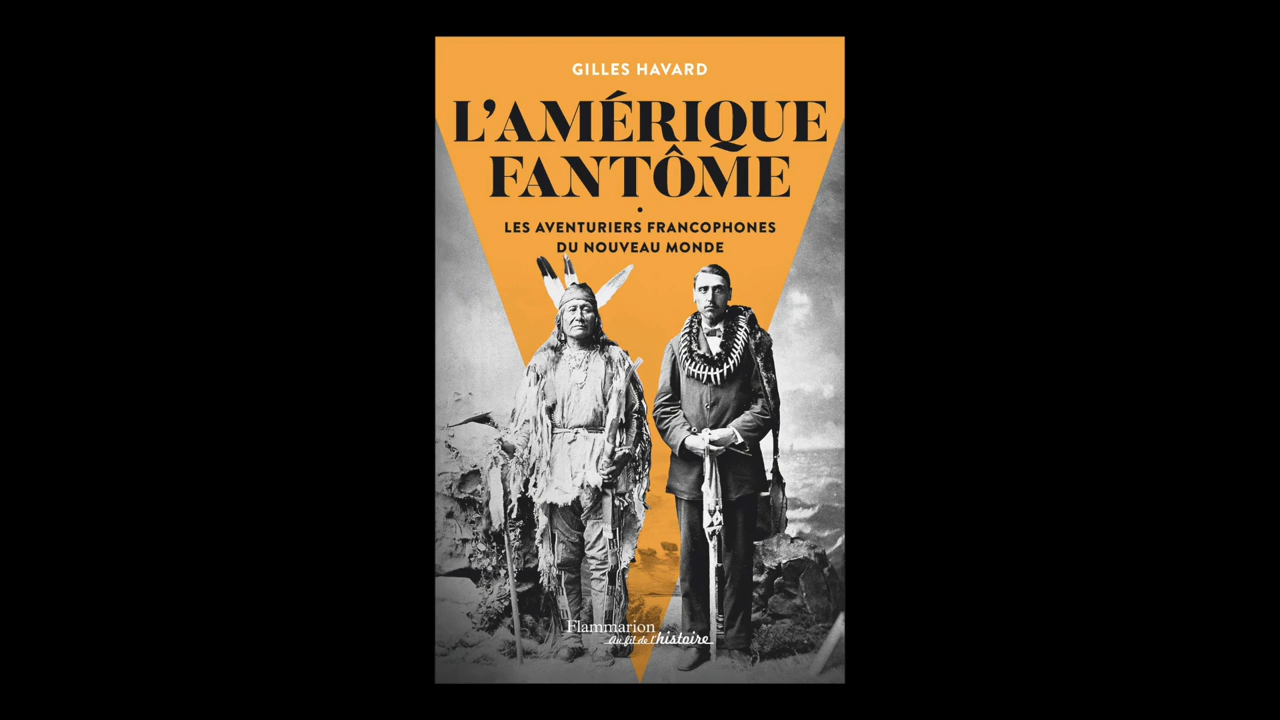 GILLES HAVARD
L'AMÉRIQUE
FANTÔME
LES AVENTURIERS FRANCOPHONES
DU NOUVEAU MONDE
Flammarion
Au fil de l'histoire